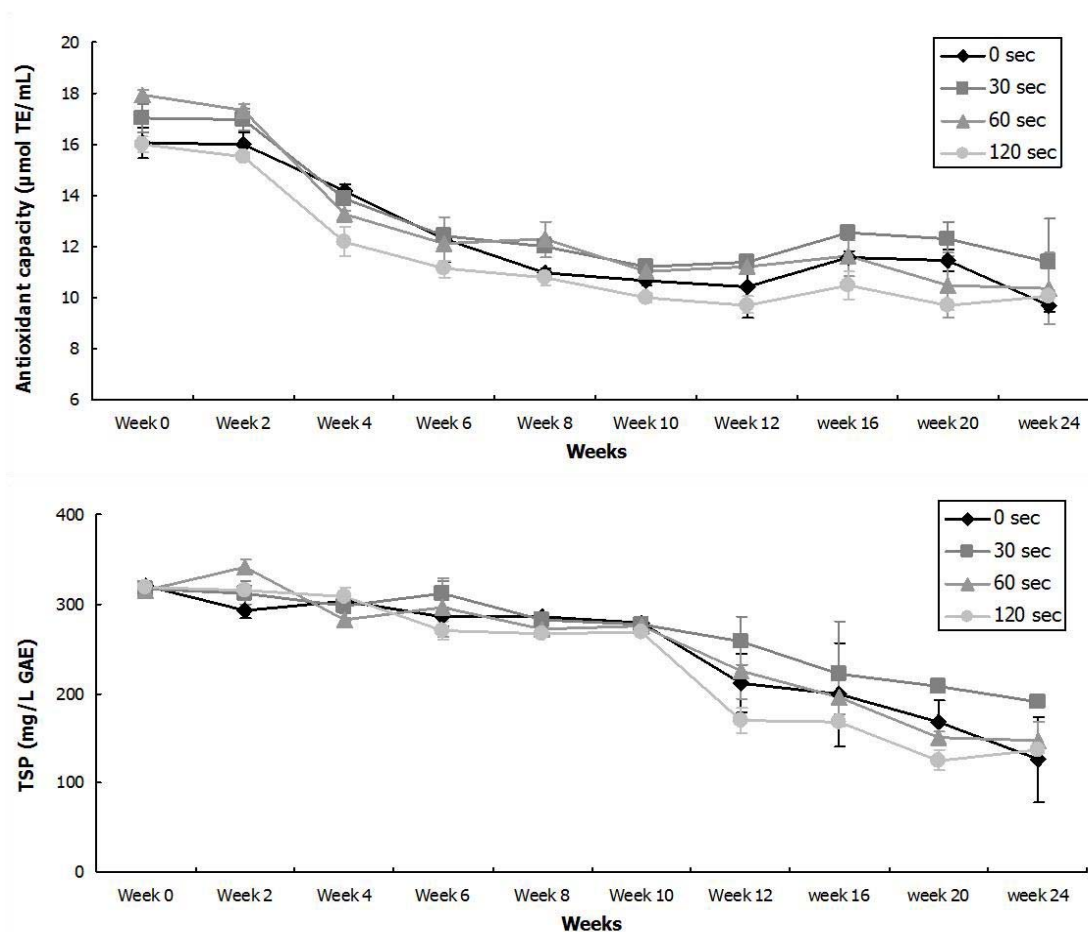 Antioxidant capacity (µmol TE/mL)
20
18
16
14
12
10
8
6
0 sec
30 sec
60 sec
120 sec
Week 0 Week 2 Week 4 Week 6 Week 8 Week 10 Week 12 week 16 week 20 week 24
Weeks
TSP (mg/L GAE)
400
300
200
100
0
0 sec
30 sec
60 sec
120 sec
Week 0 Week 2 Week 4 Week 6 Week 8 Week 10 Week 12 week 16 week 20 week 24
Weeks